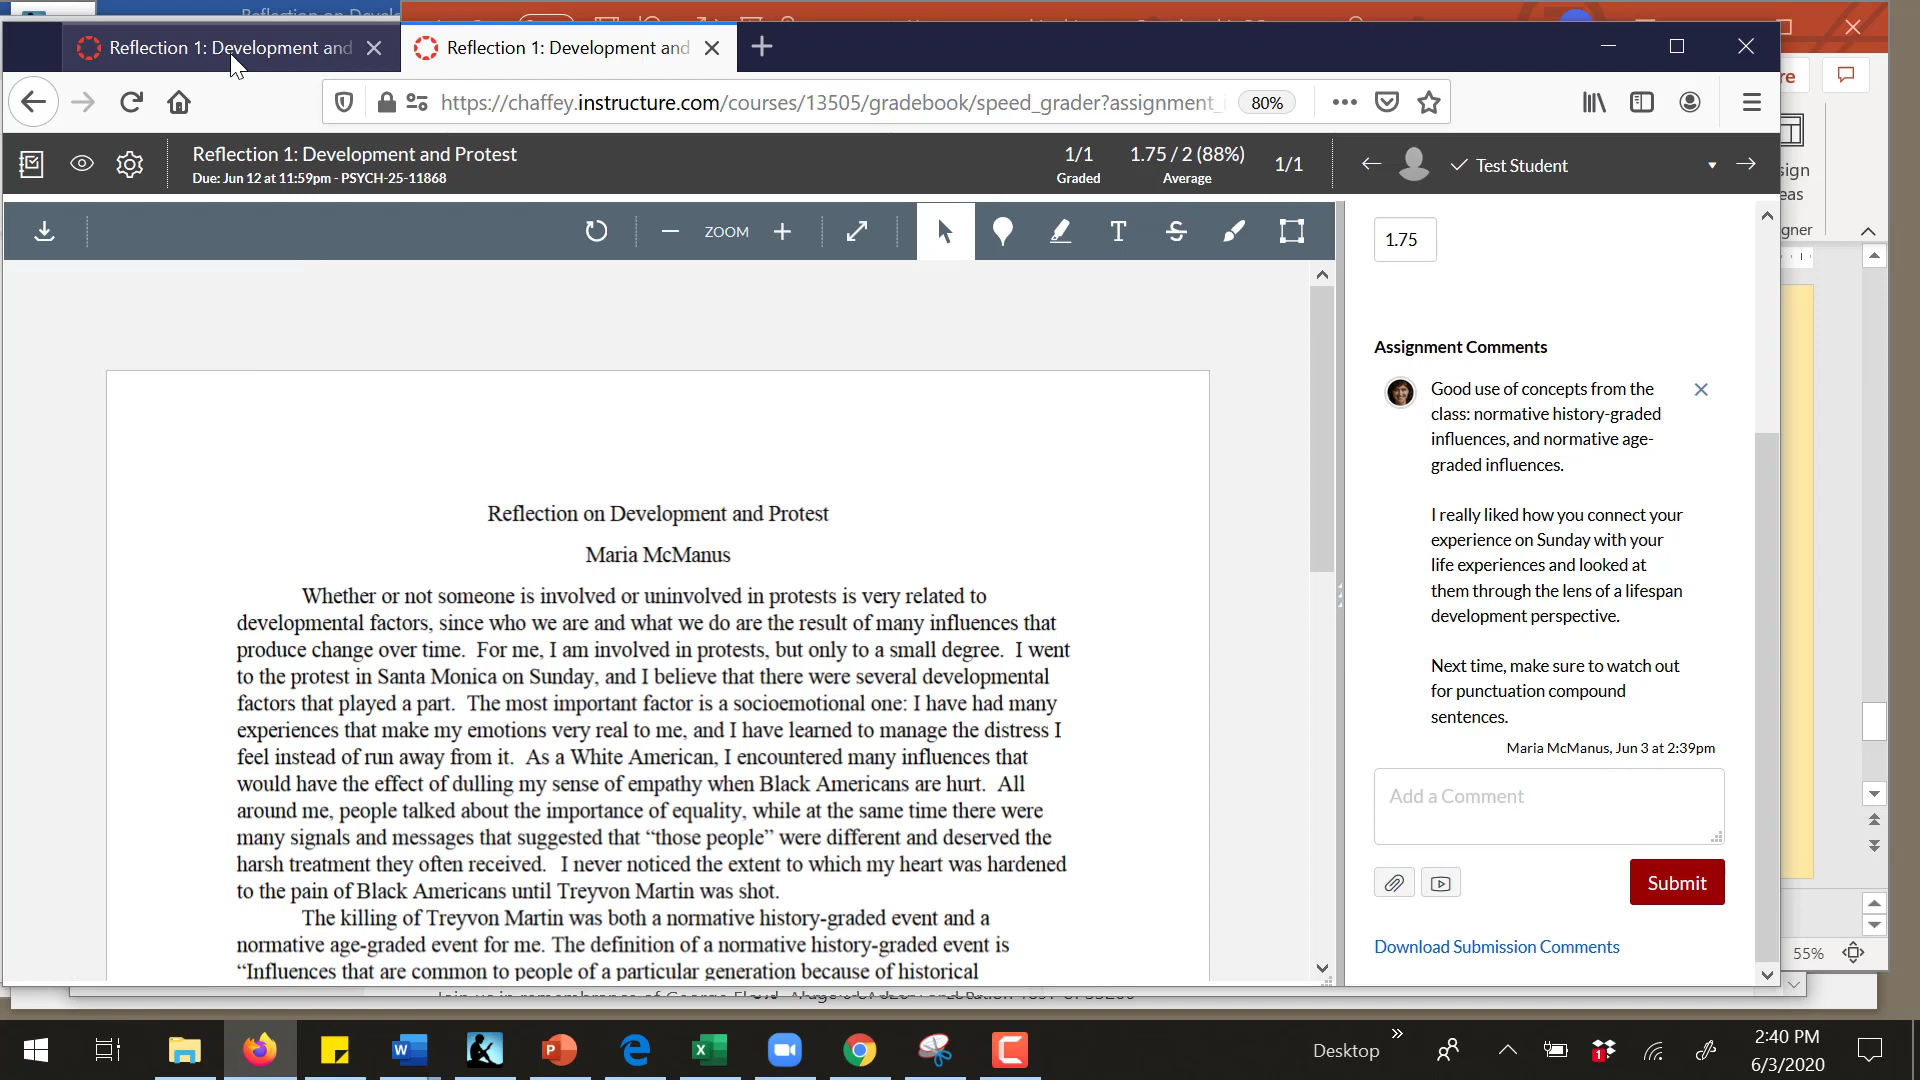 Reflection on Develo
Reflection 1: Development and
Reflection 1: Development and
https://chaffey.instructure.com/courses/13505/gradebook/speed_grader?assignment_
80%
re
Reflection 1: Development and Protest
Due: Jun 12 at 11:59pm - PSYCH-25-11868
1/1
Graded
1.75 / 2 (88%)
Average
1/1
Test Student
sign
eas
gner
ZOOM
T
1.75
Reflection on Development and Protest
Maria McManus
Whether or not someone is involved or uninvolved in protests is very related to
developmental factors, since who we are and what we do are the result of many influences that
produce change over time.  For me, I am involved in protests, but only to a small degree.  I went
to the protest in Santa Monica on Sunday, and I believe that there were several developmental
factors that played a part.  The most important factor is a socioemotional one: I have had many
experiences that make my emotions very real to me, and I have learned to manage the distress I
feel instead of run away from it.  As a White American, I encountered many influences that
would have the effect of dulling my sense of empathy when Black Americans are hurt.  All
around me, people talked about the importance of equality, while at the same time there were
many signals and messages that suggested that “those people” were different and deserved the
harsh treatment they often received.  I never noticed the extent to which my heart was hardened
to the pain of Black Americans until Treyvon Martin was shot.
The killing of Treyvon Martin was both a normative history-graded event and a
normative age-graded event for me. The definition of a normative history-graded event is
“Influences that are common to people of a particular generation because of historical
Assignment Comments
Good use of concepts from the
class: normative history-graded
influences, and normative age-
graded influences.
I really liked how you connect your
experience on Sunday with your
life experiences and looked at
them through the lens of a lifespan
development perspective.
Next time, make sure to watch out
for punctuation compound
sentences.
Maria McManus, Jun 3 at 2:39pm
Add a Comment
Submit
Download Submission Comments
55%
Desktop
2:40 PM
6/3/2020